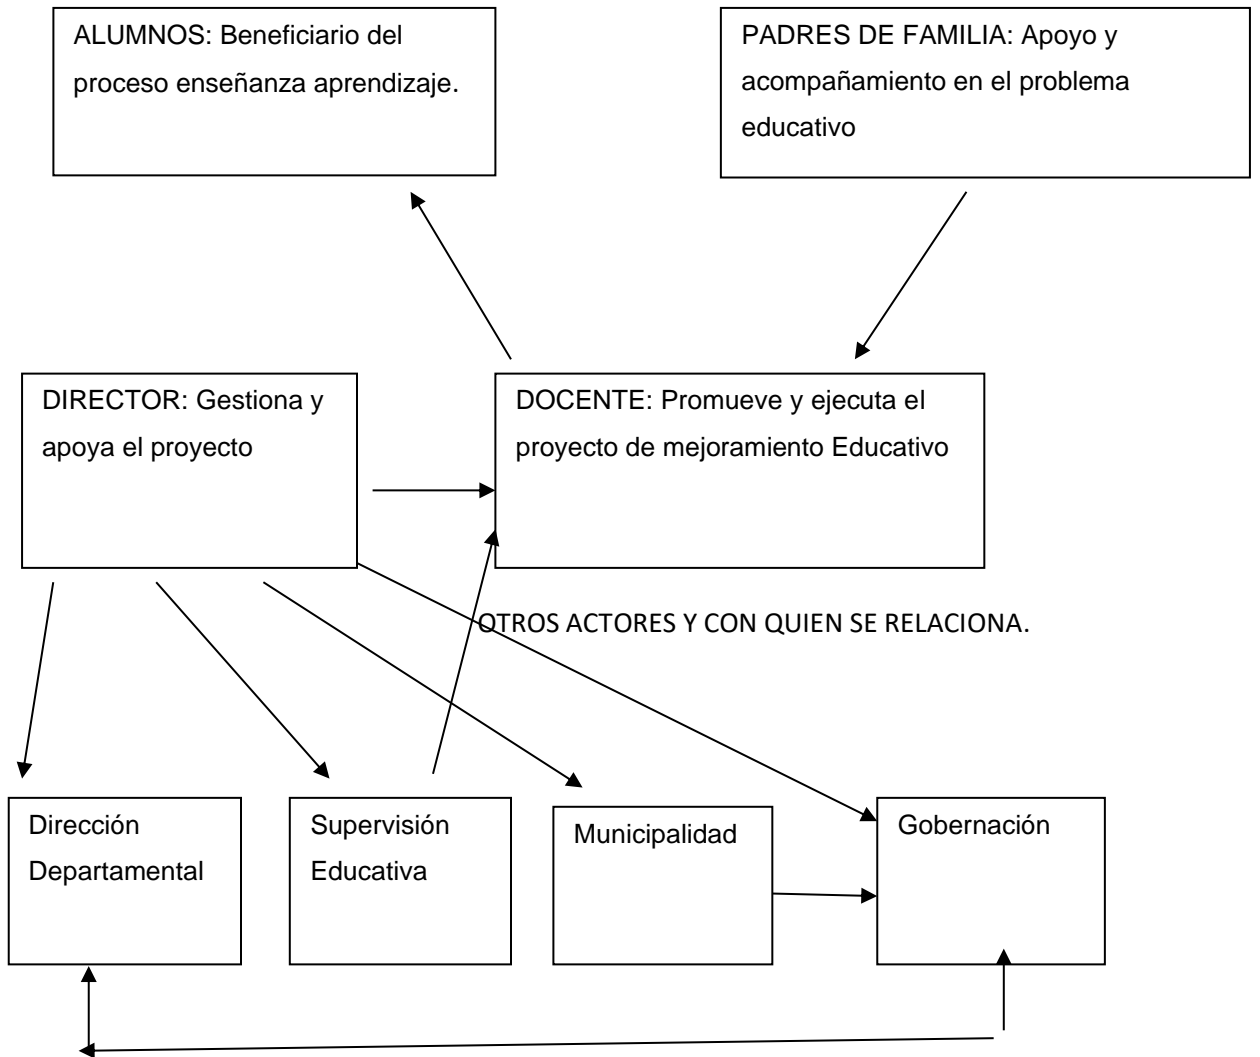 ALUMNOS: Beneficiario del
proceso enseñanza aprendizaje.
PADRES DE FAMILIA: Apoyo y
acompañamiento en el problema
educativo
DIRECTOR: Gestiona y
apoya el proyecto
DOCENTE: Promueve y ejecuta el
proyecto de mejoramiento Educativo
OTROS ACTORES Y CON QUIEN SE RELACIONA.
Dirección
Departamental
Supervisión
Educativa
Municipalidad
Gobernación